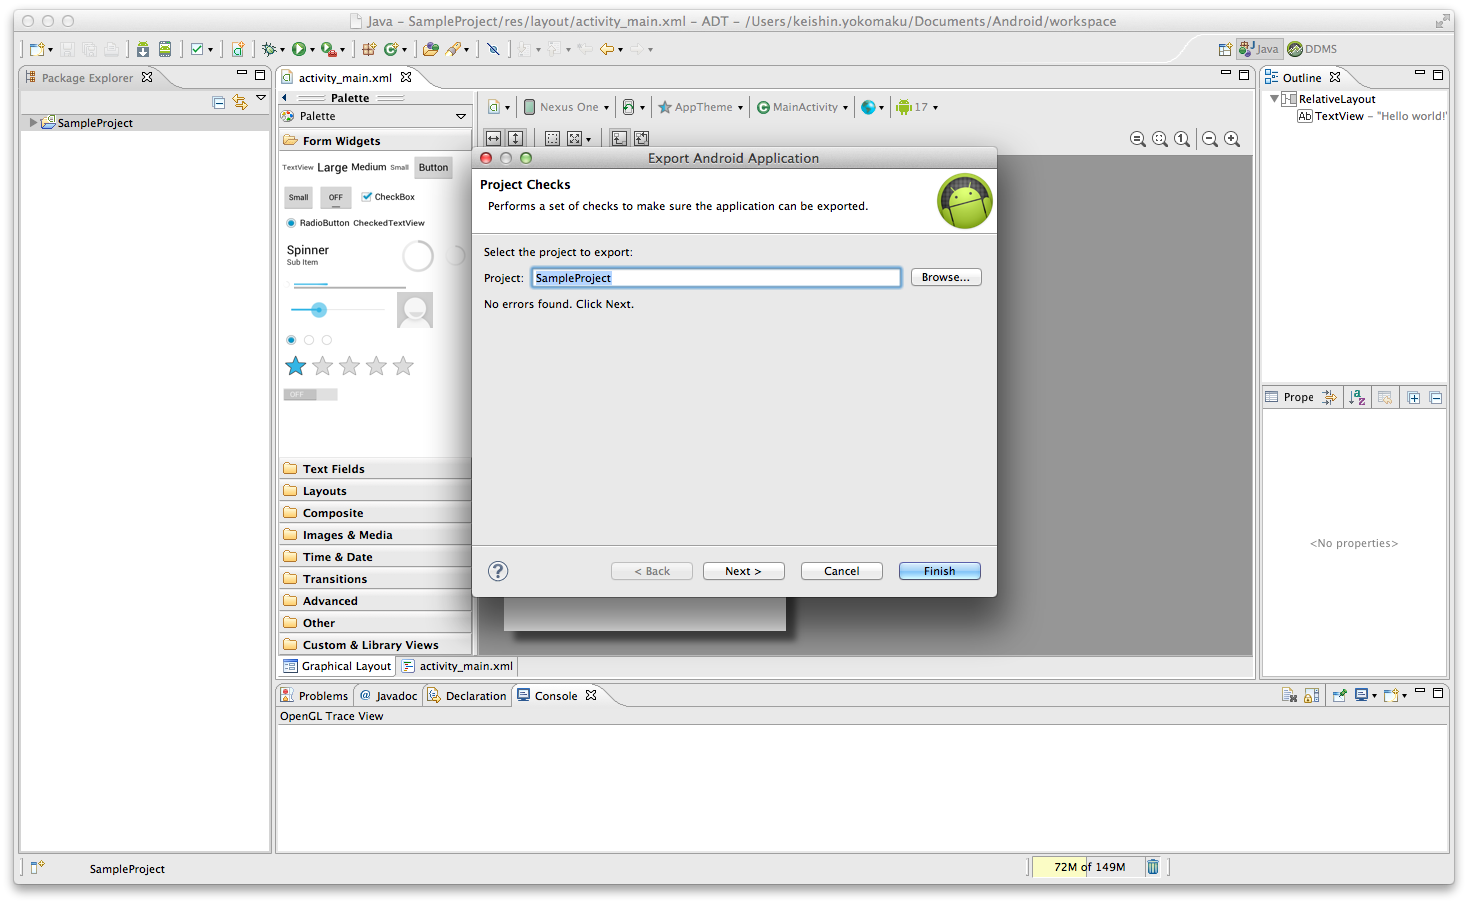 Java – SampleProject/res/layout/activity_main.xml – ADT – /Users/keishin.yokomaku/Documents/Android/workspace
Java
DDMS
Package Explorer
SampleProject
activity_main.xml
Palette
Palette
Form Widgets
TextView Large Medium Small Button
Small OFF CheckBox
RadioButton CheckedTextView
Spinner
Sub Item
OFF
Text Fields
Layouts
Composite
Images & Media
Time & Date
Transitions
Advanced
Other
Custom & Library Views
Graphical Layout
activity_main.xml
Nexus One
AppTheme
MainActivity
17
Export Android Application
Project Checks
Performs a set of checks to make sure the application can be exported.
Select the project to export:
Project: SampleProject Browse...
No errors found. Click Next.
? < Back Next > Cancel Finish
Outline
RelativeLayout
Ab TextView – "Hello world!"
Prope
<No properties>
Problems @ Javadoc Declaration Console
OpenGL Trace View
SampleProject
72M of 149M